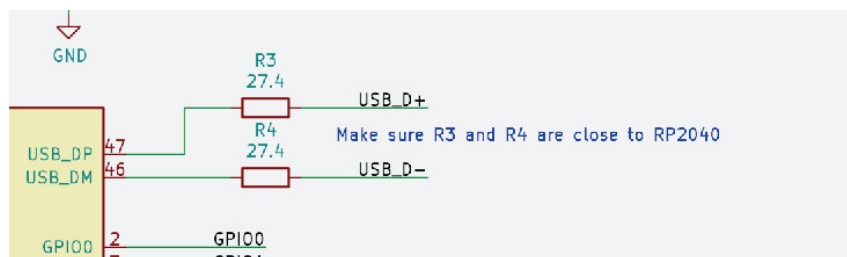 GND
R3
27.4
USB_D+
R4
27.4
Make sure R3 and R4 are close to RP2040
USB_DP
47
USB_DM
46
USB_D-
GPIO0
2
GPIO0